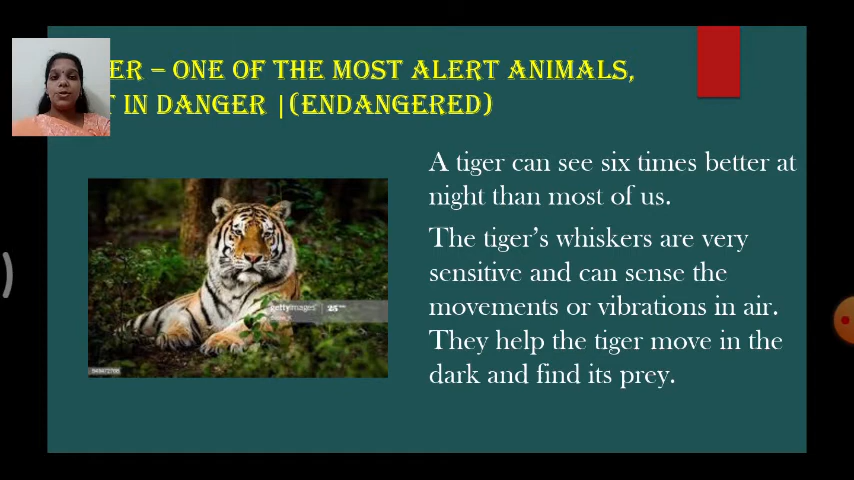 ER – ONE OF THE MOST ALERT ANIMALS,
IN DANGER |(ENDANGERED)
A tiger can see six times better at
night than most of us.
The tiger's whiskers are very
sensitive and can sense the
movements or vibrations in air.
They help the tiger move in the
dark and find its prey.
gettyimages